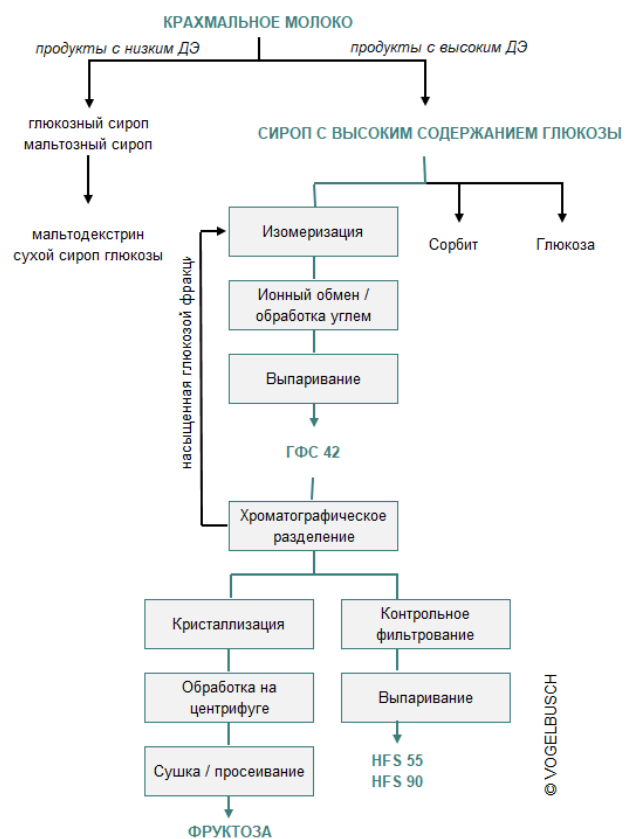 КРАХМАЛЬНОЕ МОЛОКО
продукты с низким ДЭ
продукты с высоким ДЭ
глюкозный сироп
мальтозный сироп
СИРОП С ВЫСОКИМ СОДЕРЖАНИЕМ ГЛЮКОЗЫ
мальтодекстрин
сухой сироп глюкозы
Изомеризация
Сорбит
Глюкоза
насыщенная глюкозой фракци
Ионный обмен /
обработка углем
Выпаривание
ГФС 42
Хроматографическое
разделение
Кристаллизация
Контрольное
фильтрование
Обработка на
центрифуге
Выпаривание
Сушка / просеивание
HFS 55
HFS 90
ФРУКТОЗА
© VOGELBUSCH